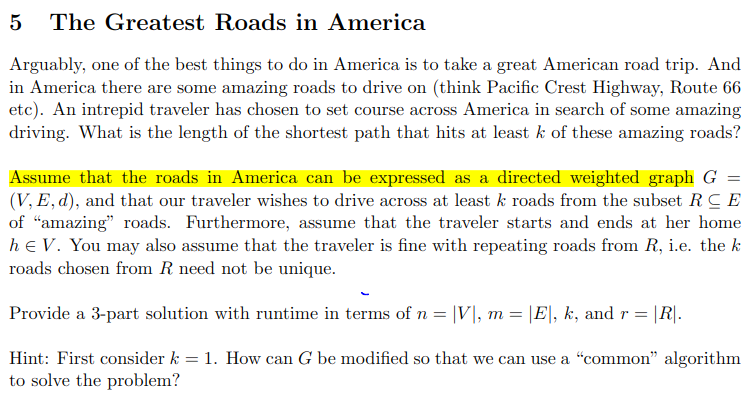 5 The Greatest Roads in America
Arguably, one of the best things to do in America is to take a great American road trip. And
in America there are some amazing roads to drive on (think Pacific Crest Highway, Route 66
etc). An intrepid traveler has chosen to set course across America in search of some amazing
driving. What is the length of the shortest path that hits at least k of these amazing roads?
Assume that the roads in America can be expressed as a directed weighted graph G =
(V, E, d), and that our traveler wishes to drive across at least k roads from the subset R ⊆ E
of “amazing” roads. Furthermore, assume that the traveler starts and ends at her home
h ∈ V. You may also assume that the traveler is fine with repeating roads from R, i.e. the k
roads chosen from R need not be unique.
Provide a 3-part solution with runtime in terms of n = |V|, m = |E|, k, and r = |R|.
Hint: First consider k = 1. How can G be modified so that we can use a “common” algorithm
to solve the problem?